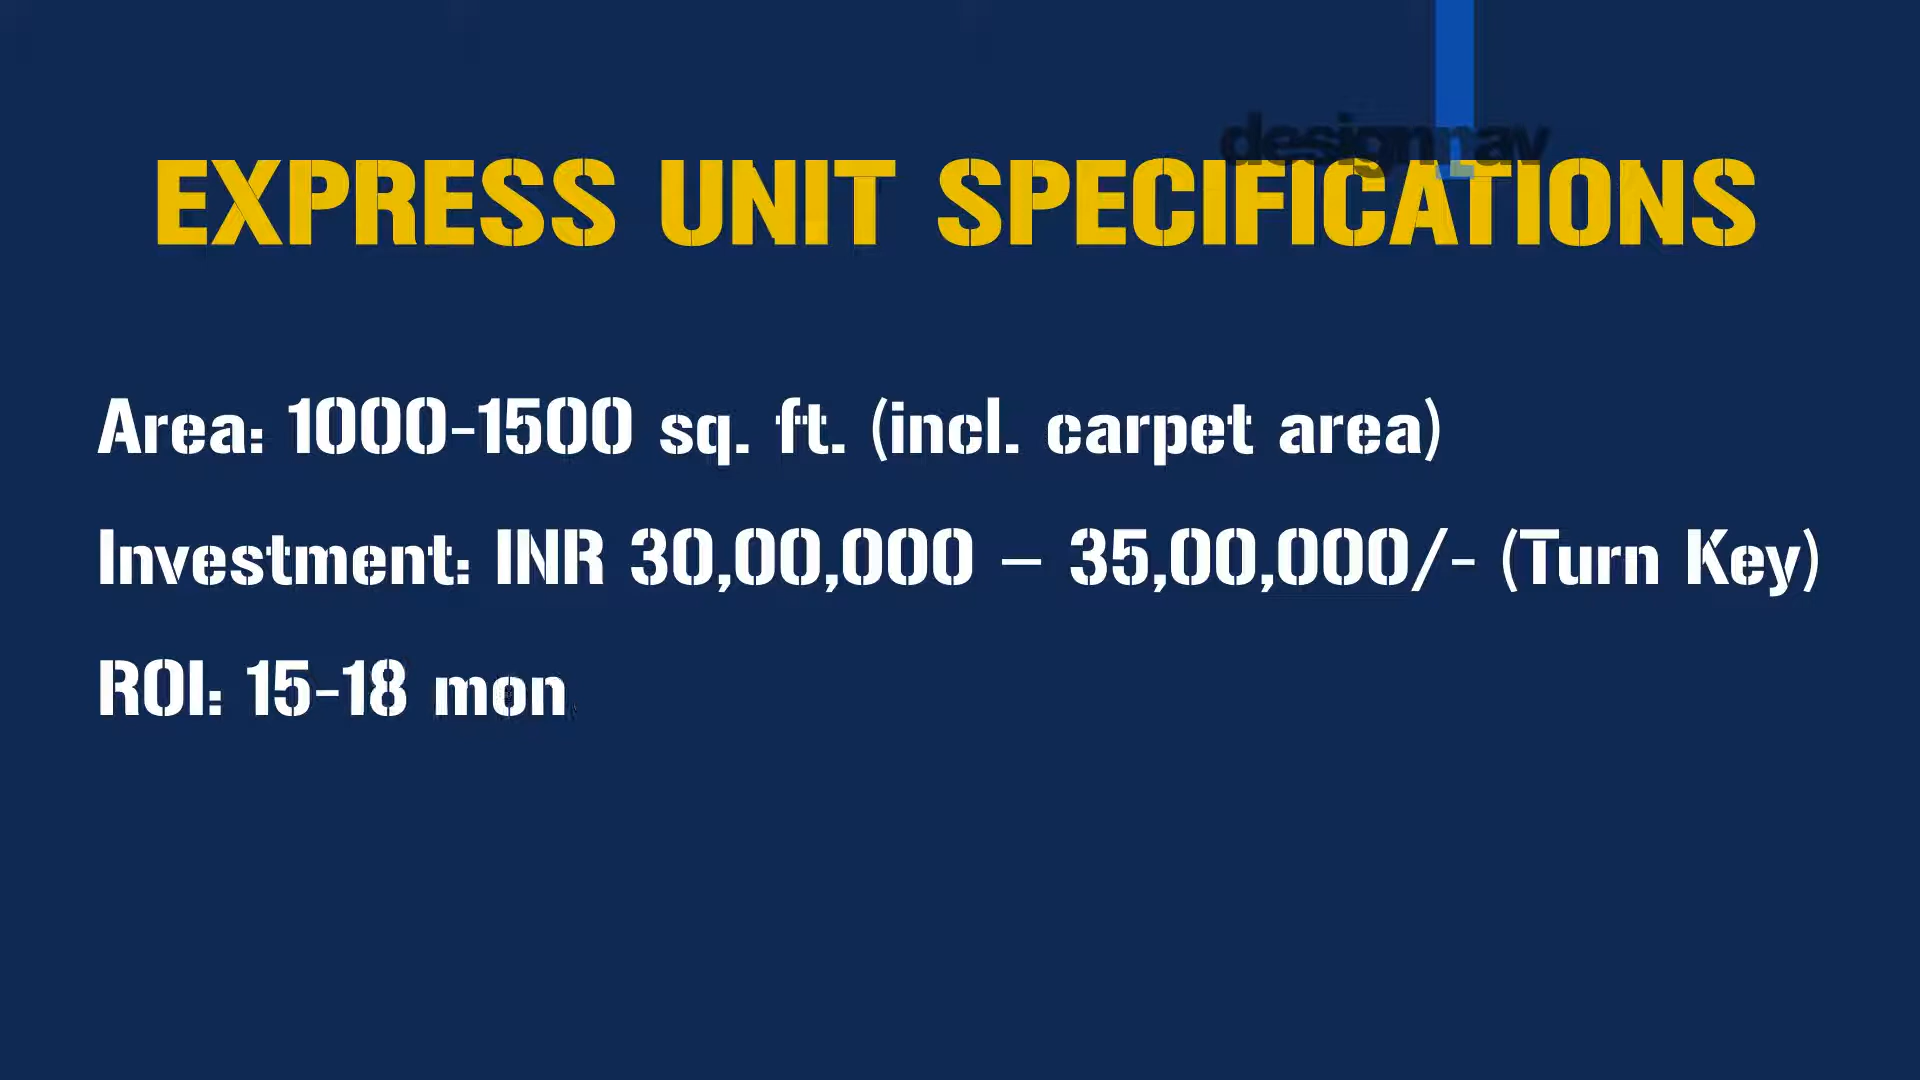 designnav
EXPRESS UNIT SPECIFICATIONS
Area: 1000-1500 sq. ft. (incl. carpet area)
Investment: INR 30,00,000 – 35,00,000/- (Turn Key)
ROI: 15-18 mon